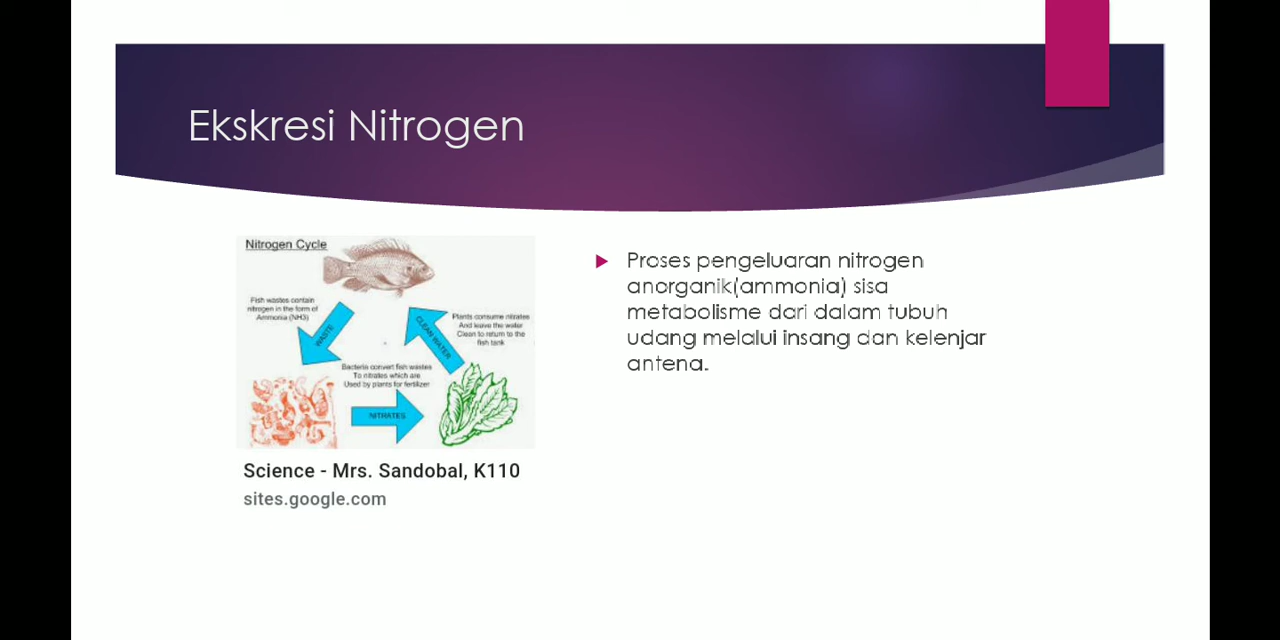 Ekskresi Nitrogen
Nitrogen Cycle
Fish wastes contain
nitrogen in the form of
Ammonia (NH3)
WASTE
CLEAN WATER
Plants consume nitrates
And leave the water
Clean to return to the
fish tank
Bacteria convert fish wastes
To nitrates which are
Used by plants for fertilizer
NITRATES
Science - Mrs. Sandobal, K110
sites.google.com
Proses pengeluaran nitrogen
anorganik(ammonia) sisa
metabolisme dari dalam tubuh
udang melalui insang dan kelenjar
antena.